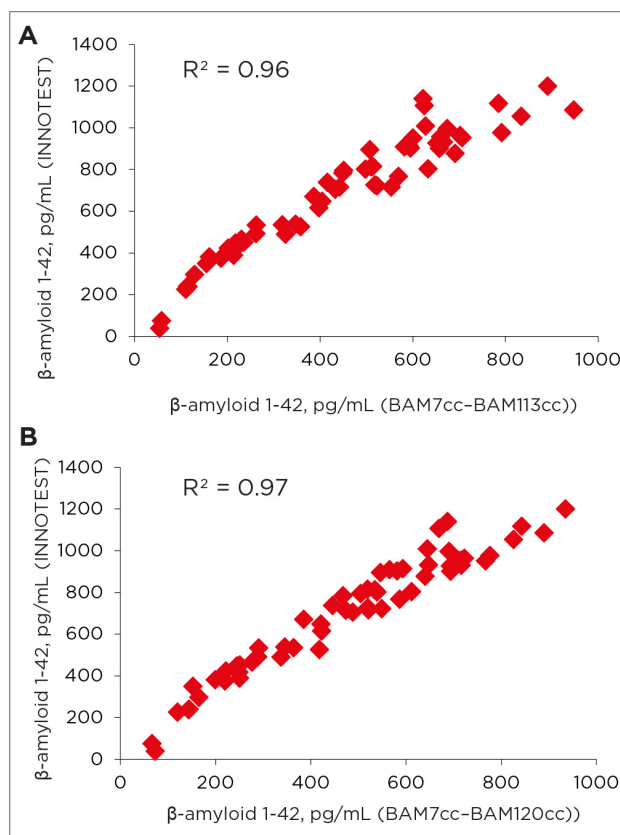 A
R² = 0.96
β-amyloid 1-42, pg/mL (INNOTEST)
1400
1200
1000
800
600
400
200
0
0 200 400 600 800 1000
β-amyloid 1-42, pg/mL (BAM7cc–BAM113cc))
B
R² = 0.97
β-amyloid 1-42, pg/mL (INNOTEST)
1400
1200
1000
800
600
400
200
0
0 200 400 600 800 1000
β-amyloid 1-42, pg/mL (BAM7cc–BAM120cc))